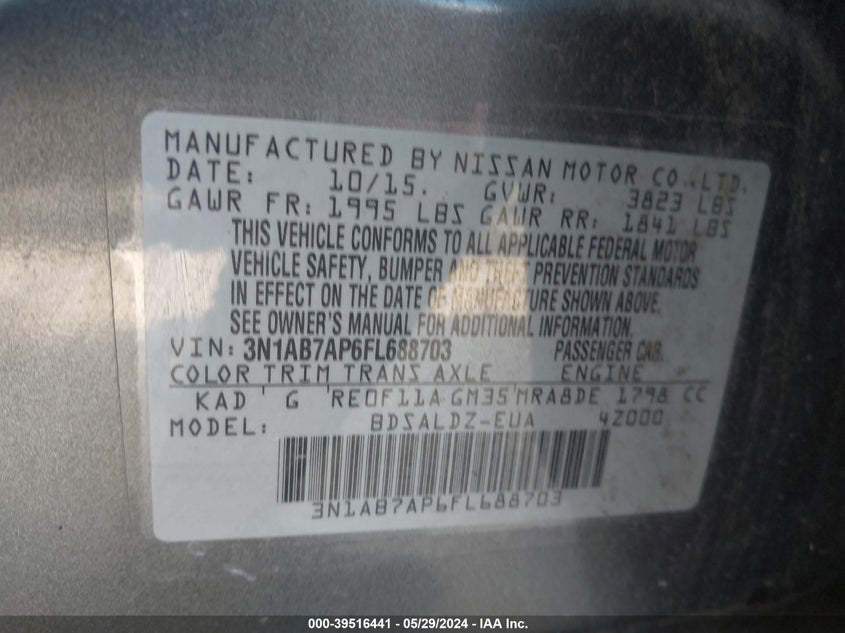 MANUFACTURED BY NISSAN MOTOR CO., LTD.
DATE: 10/15. GVWR: 3823 LBS
GAWR FR: 1995 LBS GAWR RR: 1841 LBS
THIS VEHICLE CONFORMS TO ALL APPLICABLE FEDERAL MOTOR
VEHICLE SAFETY, BUMPER AND THEFT PREVENTION STANDARDS
IN EFFECT ON THE DATE OF MANUFACTURE SHOWN ABOVE.
SEE OWNER'S MANUAL FOR ADDITIONAL INFORMATION.
VIN: 3N1AB7AP6FL688703 PASSENGER CAR
COLOR TRIM TRANS AXLE ENGINE
KAD G RE0F11A GM35 MRA8DE 1798 CC
MODEL: BDSALDZ-EUA 4Z000
3N1AB7AP6FL688703
000-39516441 - 05/29/2024 - IAA Inc.